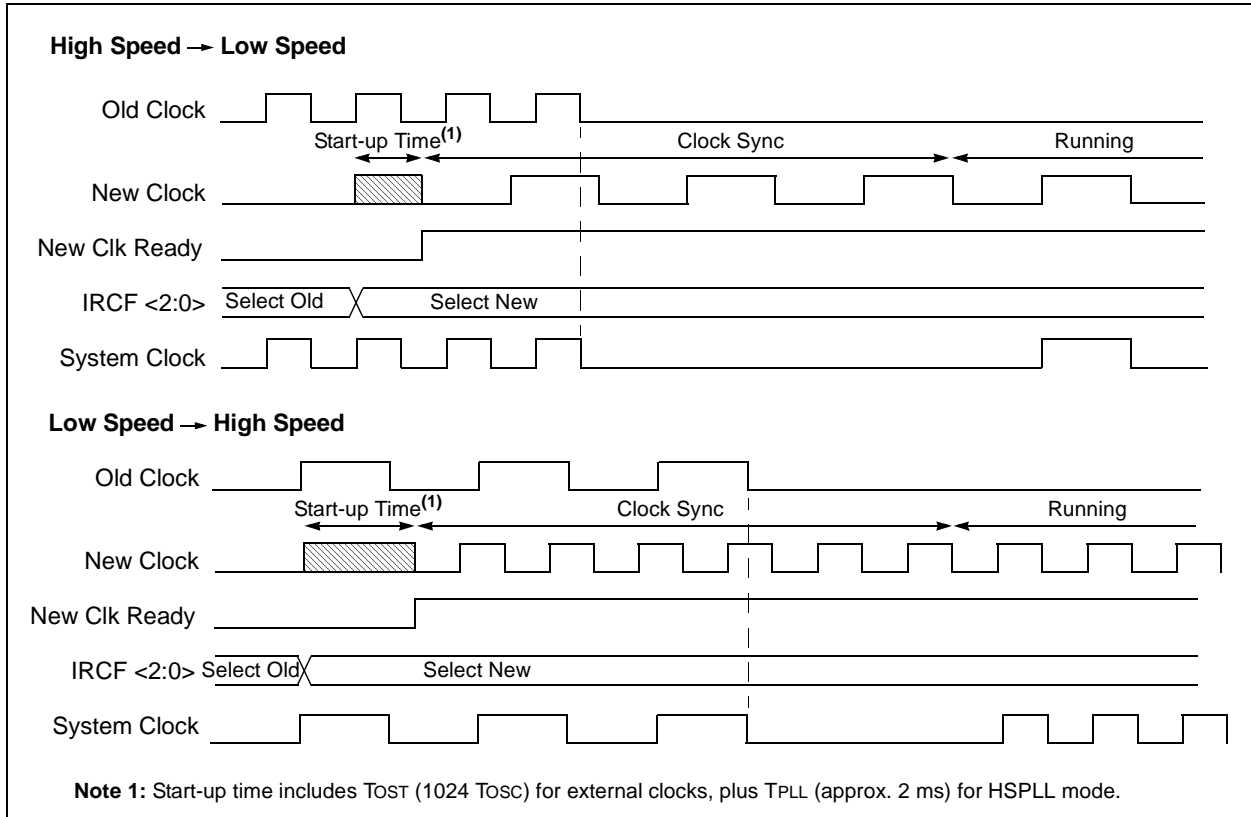 High Speed → Low Speed
Old Clock
Start-up Time(1) Clock Sync Running
New Clock
New Clk Ready
IRCF <2:0> Select Old Select New
System Clock
Low Speed → High Speed
Old Clock
Start-up Time(1) Clock Sync Running
New Clock
New Clk Ready
IRCF <2:0> Select Old Select New
System Clock
Note 1: Start-up time includes TOST (1024 TOSC) for external clocks, plus TPLL (approx. 2 ms) for HSPLL mode.